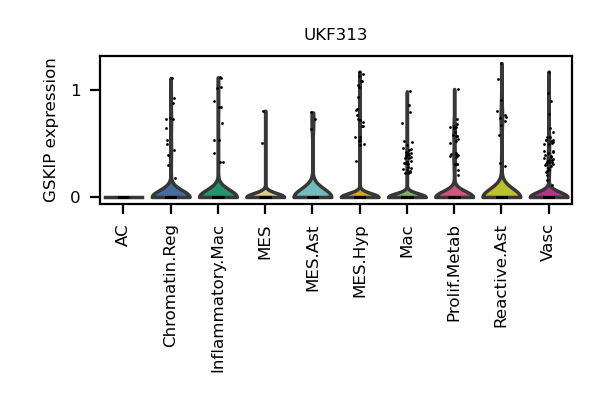 UKF313
GSKIP expression
1
0
AC
Chromatin.Reg
Inflammatory.Mac
MES
MES.Ast
MES.Hyp
Mac
Prolif.Metab
Reactive.Ast
Vasc